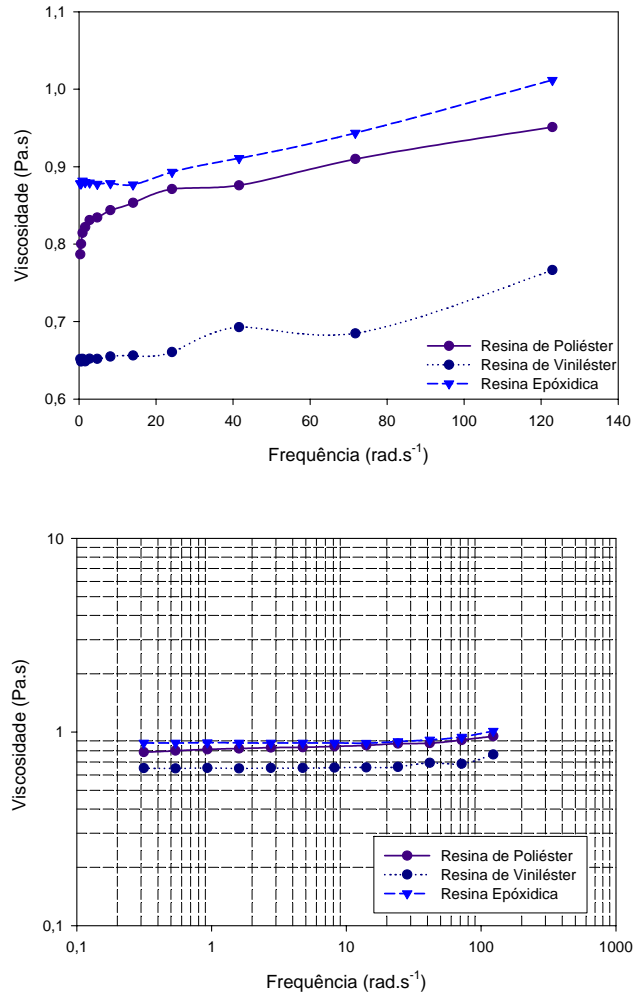 1,1
1,0
0,9
0,8
0,7
0,6
Viscosidade (Pa.s)
Resina de Poliéster
Resina de Viniléster
Resina Epóxidica
0 20 40 60 80 100 120 140
Frequência (rad.s-1)
10
1
0,1
Viscosidade (Pa.s)
Resina de Poliéster
Resina de Viniléster
Resina Epóxidica
0,1 1 10 100 1000
Frequência (rad.s-1)